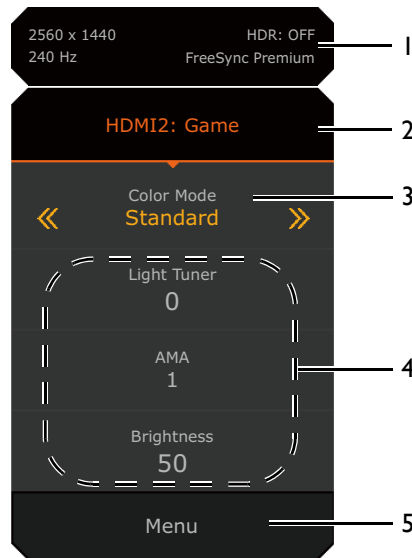 2560 x 1440 HDR: OFF
240 Hz FreeSync Premium
1
HDMI2: Game
2
Color Mode
3
Standard
Light Tuner
0
AMA
4
1
Brightness
50
Menu
5